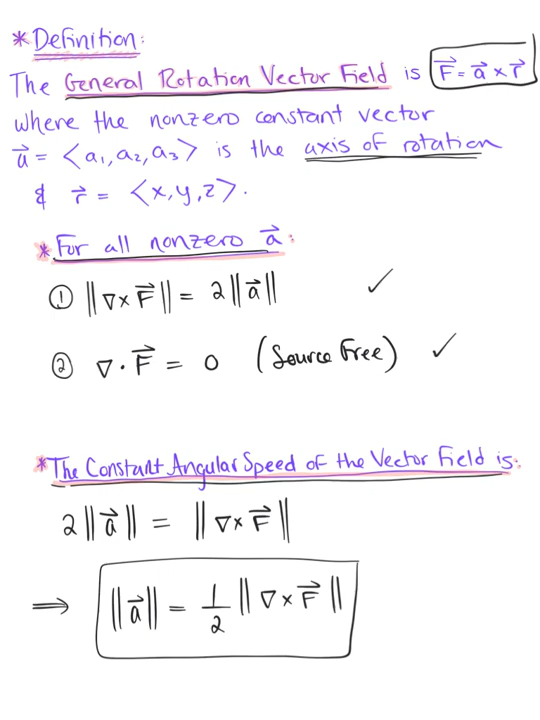 * Definition:
The General Rotation Vector Field is F⃗ = a⃗ × r⃗
where the nonzero constant vector
a⃗ = ⟨a₁, a₂, a₃⟩ is the axis of rotation
& r⃗ = ⟨x, y, z⟩.
* For all nonzero a⃗:
① ‖∇×F⃗‖ = 2‖a⃗‖ ✓
② ∇·F⃗ = 0 (Source Free) ✓
* The Constant Angular Speed of the Vector Field is:
2‖a⃗‖ = ‖∇×F⃗‖
⟹ ‖a⃗‖ = 1/2 ‖∇×F⃗‖